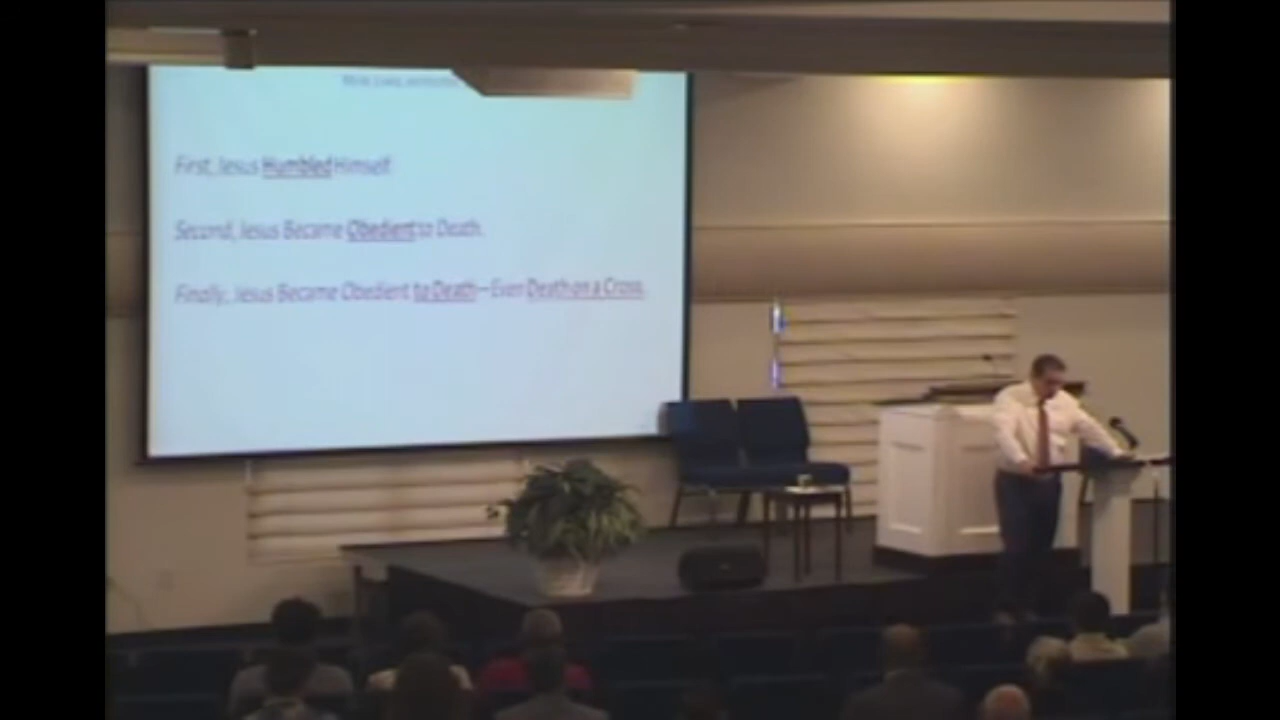 First, Jesus Humbled Himself.
Second, Jesus Became Obedient to Death.
Finally, Jesus Became Obedient to Death—Even Death on a Cross.